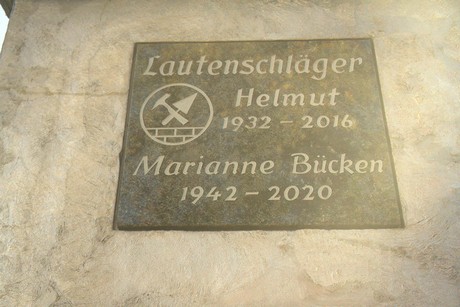 Lautenschläger
Helmut
1932 – 2016
Marianne Bücken
1942 – 2020